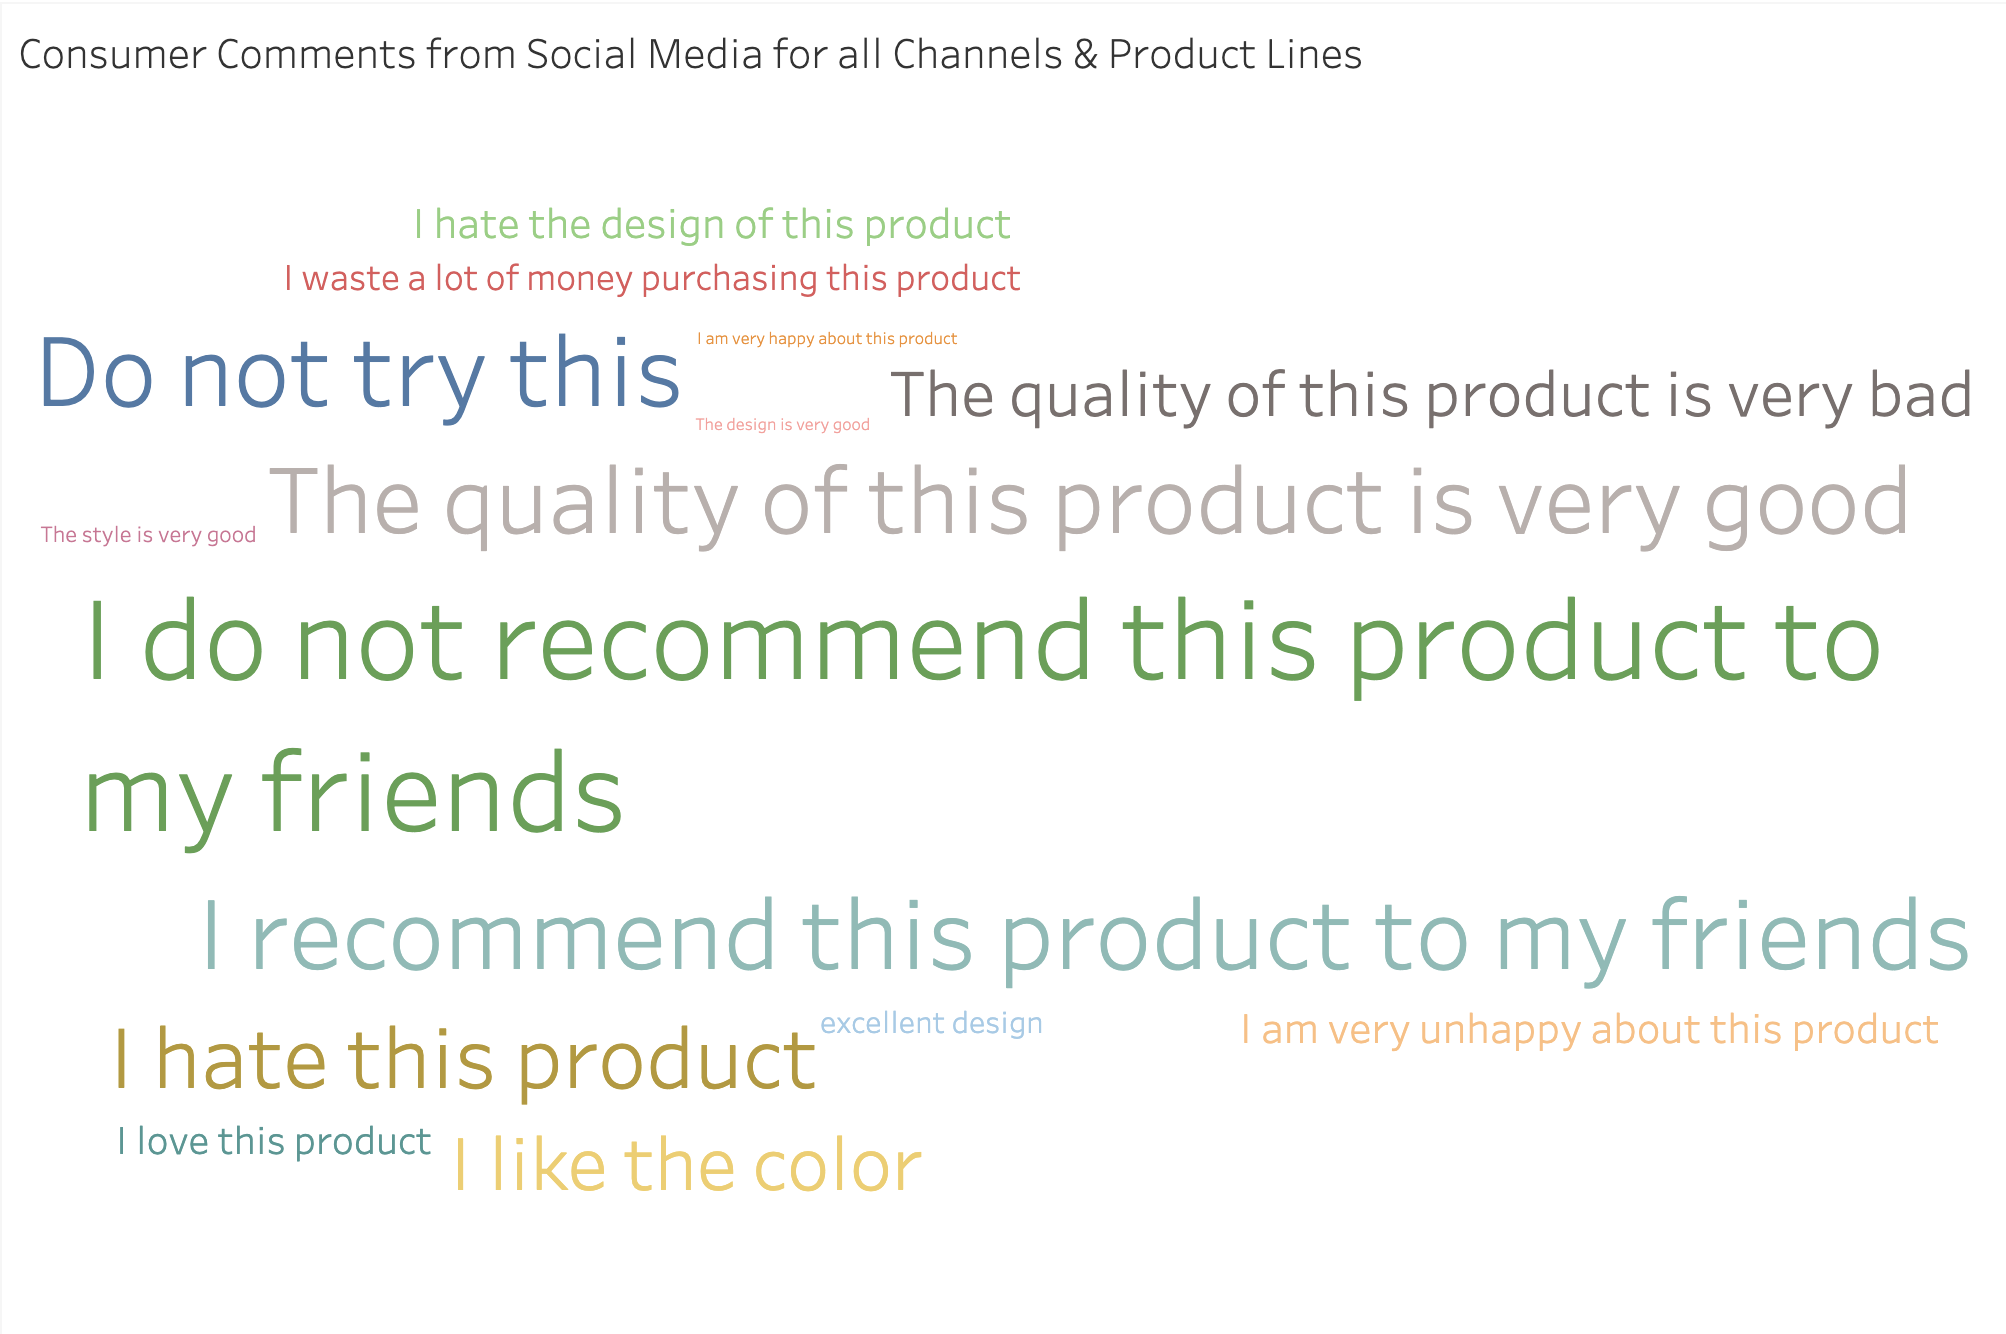 Consumer Comments from Social Media for all Channels & Product Lines
I hate the design of this product
I waste a lot of money purchasing this product
Do not try this
I am very happy about this product
The quality of this product is very bad
The design is very good
The quality of this product is very good
The style is very good
I do not recommend this product to
my friends
I recommend this product to my friends
I hate this product
excellent design
I am very unhappy about this product
I love this product
I like the color